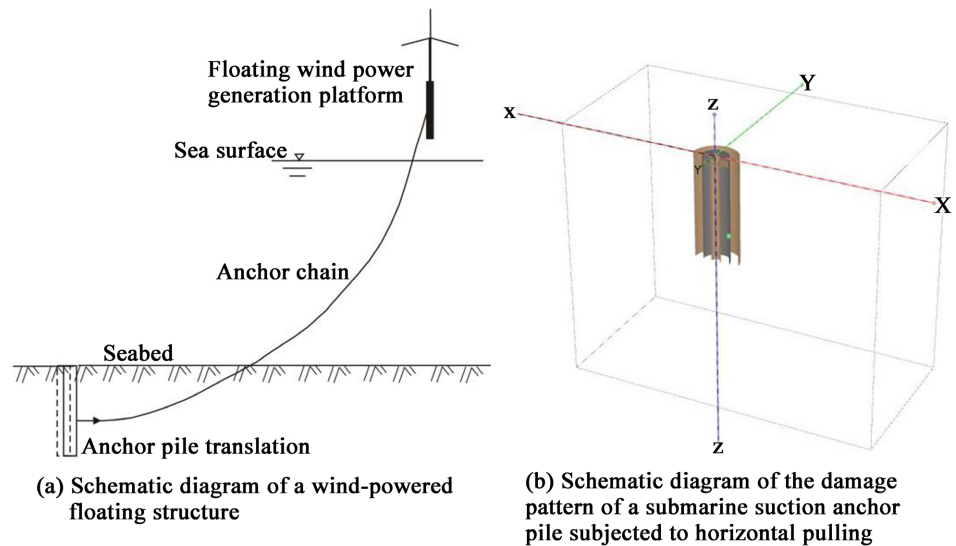 Floating wind power
generation platform
Sea surface
Anchor chain
Seabed
Anchor pile translation
(a) Schematic diagram of a wind-powered
floating structure
x
z
Y
Y
X
z
(b) Schematic diagram of the damage
pattern of a submarine suction anchor
pile subjected to horizontal pulling